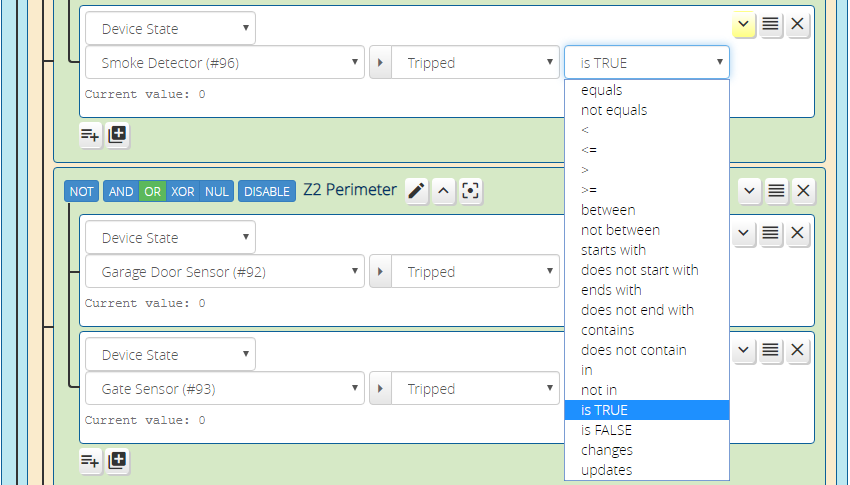 Device State
Smoke Detector (#96) Tripped is TRUE
Current value: 0
equals
not equals
<
<=
>
>=
between
not between
starts with
does not start with
ends with
does not end with
contains
does not contain
in
not in
is TRUE
is FALSE
changes
updates
NOT AND OR XOR NUL DISABLE Z2 Perimeter
Device State
Garage Door Sensor (#92) Tripped
Current value: 0
Device State
Gate Sensor (#93) Tripped
Current value: 0